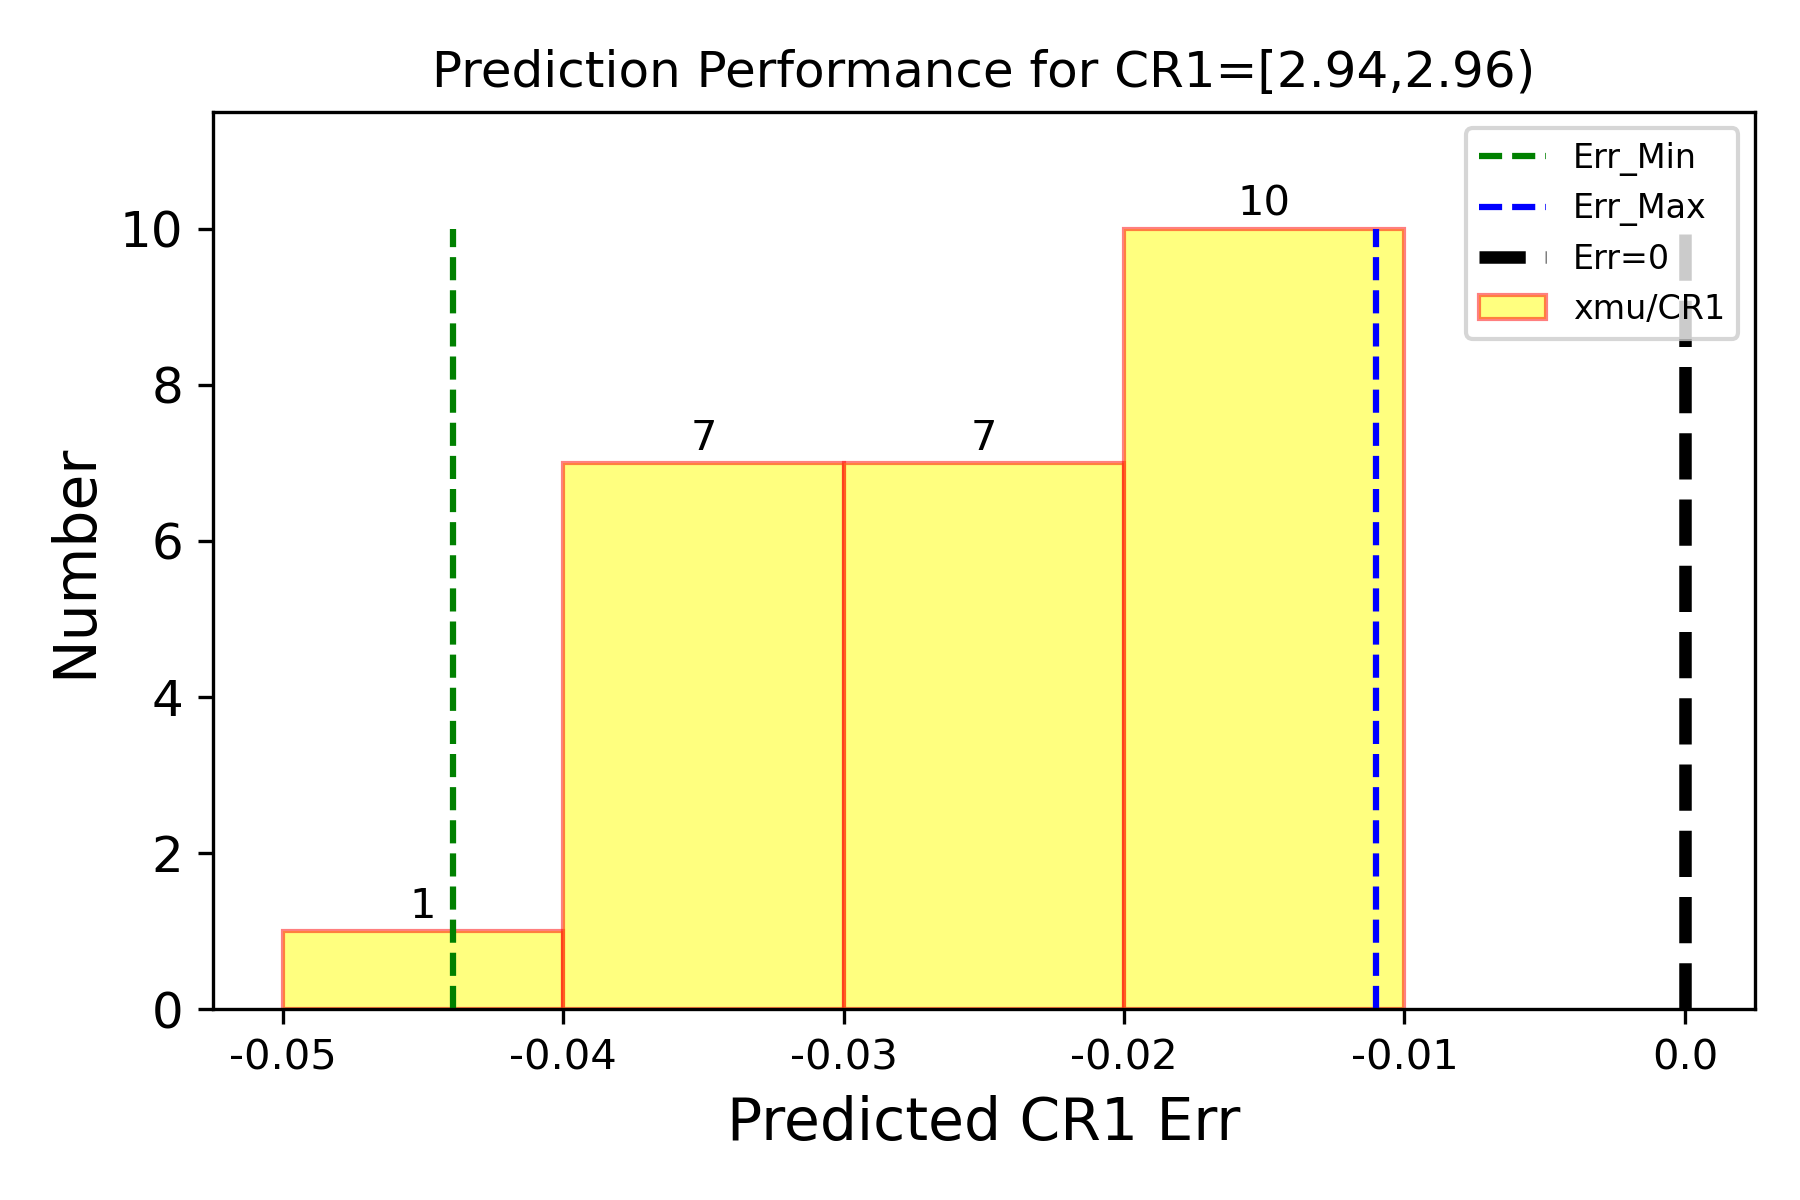 Prediction Performance for CR1=[2.94,2.96)
Err_Min
Err_Max
Err=0
xmu/CR1
10
7
7
1
10
8
6
4
2
0
Number
-0.05
-0.04
-0.03
-0.02
-0.01
0.0
Predicted CR1 Err